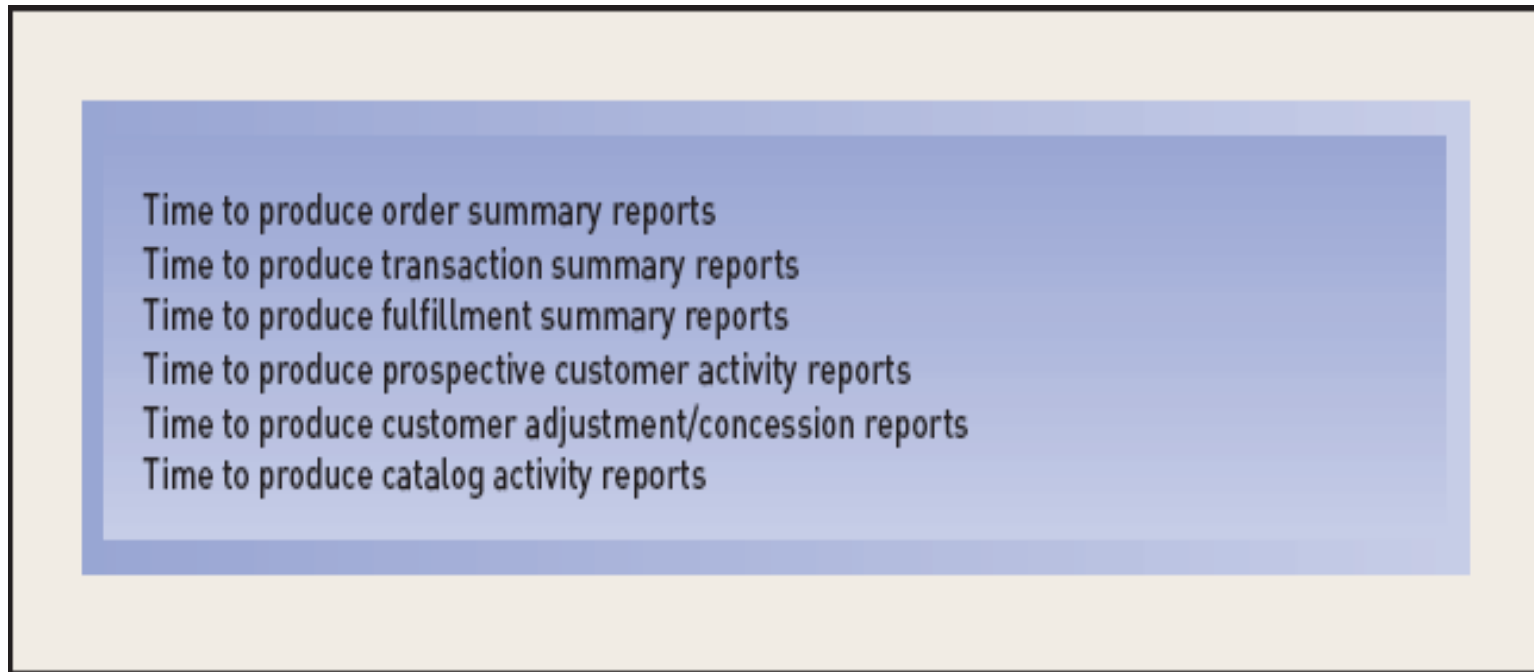 Time to produce order summary reports
Time to produce transaction summary reports
Time to produce fulfillment summary reports
Time to produce prospective customer activity reports
Time to produce customer adjustment/concession reports
Time to produce catalog activity reports